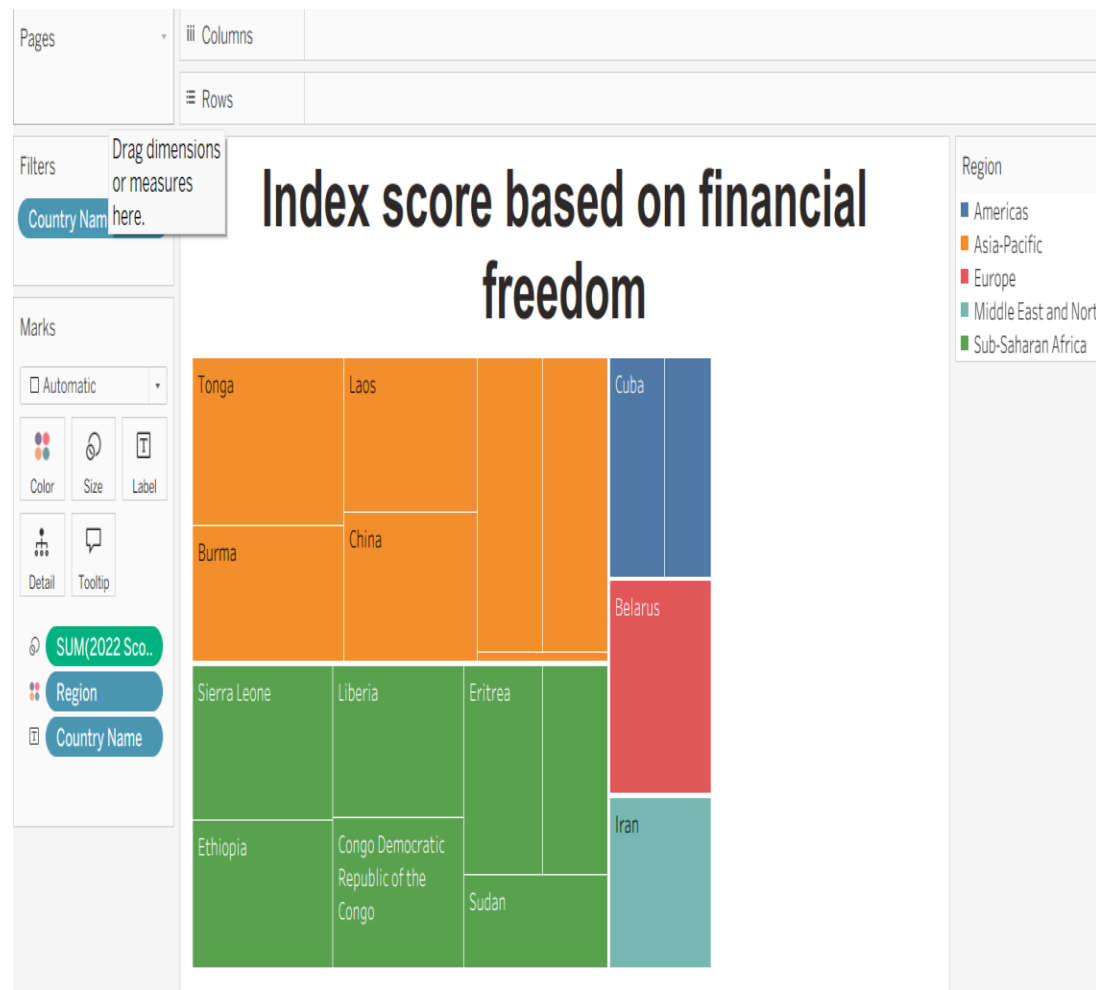 Pages
Columns
Rows
Filters
Country Nam
Drag dimensions
or measures
here.
Marks
Automatic
Color
Size
Label
Detail
Tooltip
SUM(2022 Sco..
Region
Country Name
Index score based on financial
freedom
Tonga
Laos
Burma
China
Cuba
Belarus
Iran
Sierra Leone
Liberia
Eritrea
Ethiopia
Congo Democratic
Republic of the
Congo
Sudan
Region
Americas
Asia-Pacific
Europe
Middle East and Nort
Sub-Saharan Africa